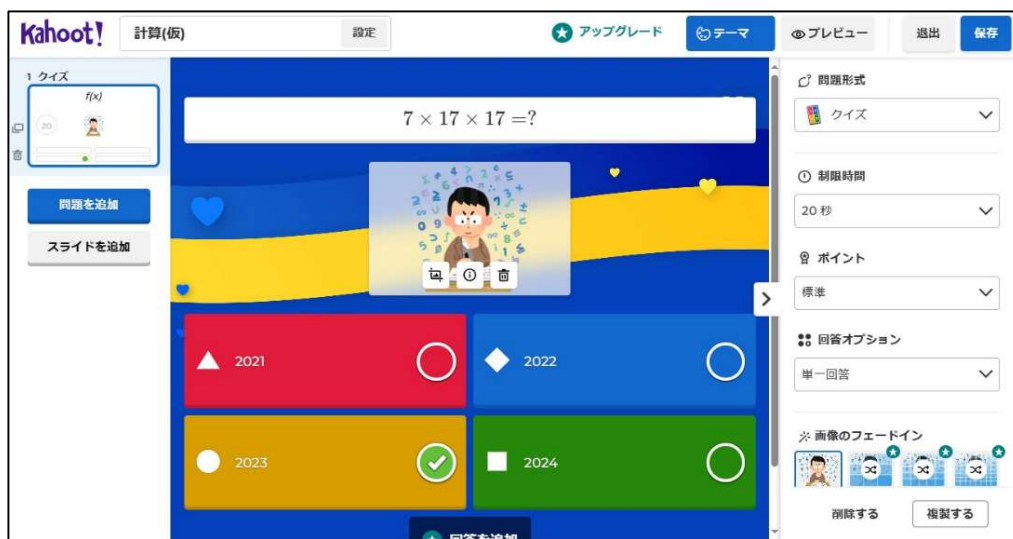 Kahoot!
計算(仮)
設定
アップグレード
テーマ
プレビュー
退出
保存
1 クイズ
f(x)
20
問題を追加
スライドを追加
7 × 17 × 17 =?
2021
2022
2023
2024
回答を追加
問題形式
クイズ
制限時間
20 秒
ポイント
標準
回答オプション
単一回答
画像のフェードイン
削除する
複製する